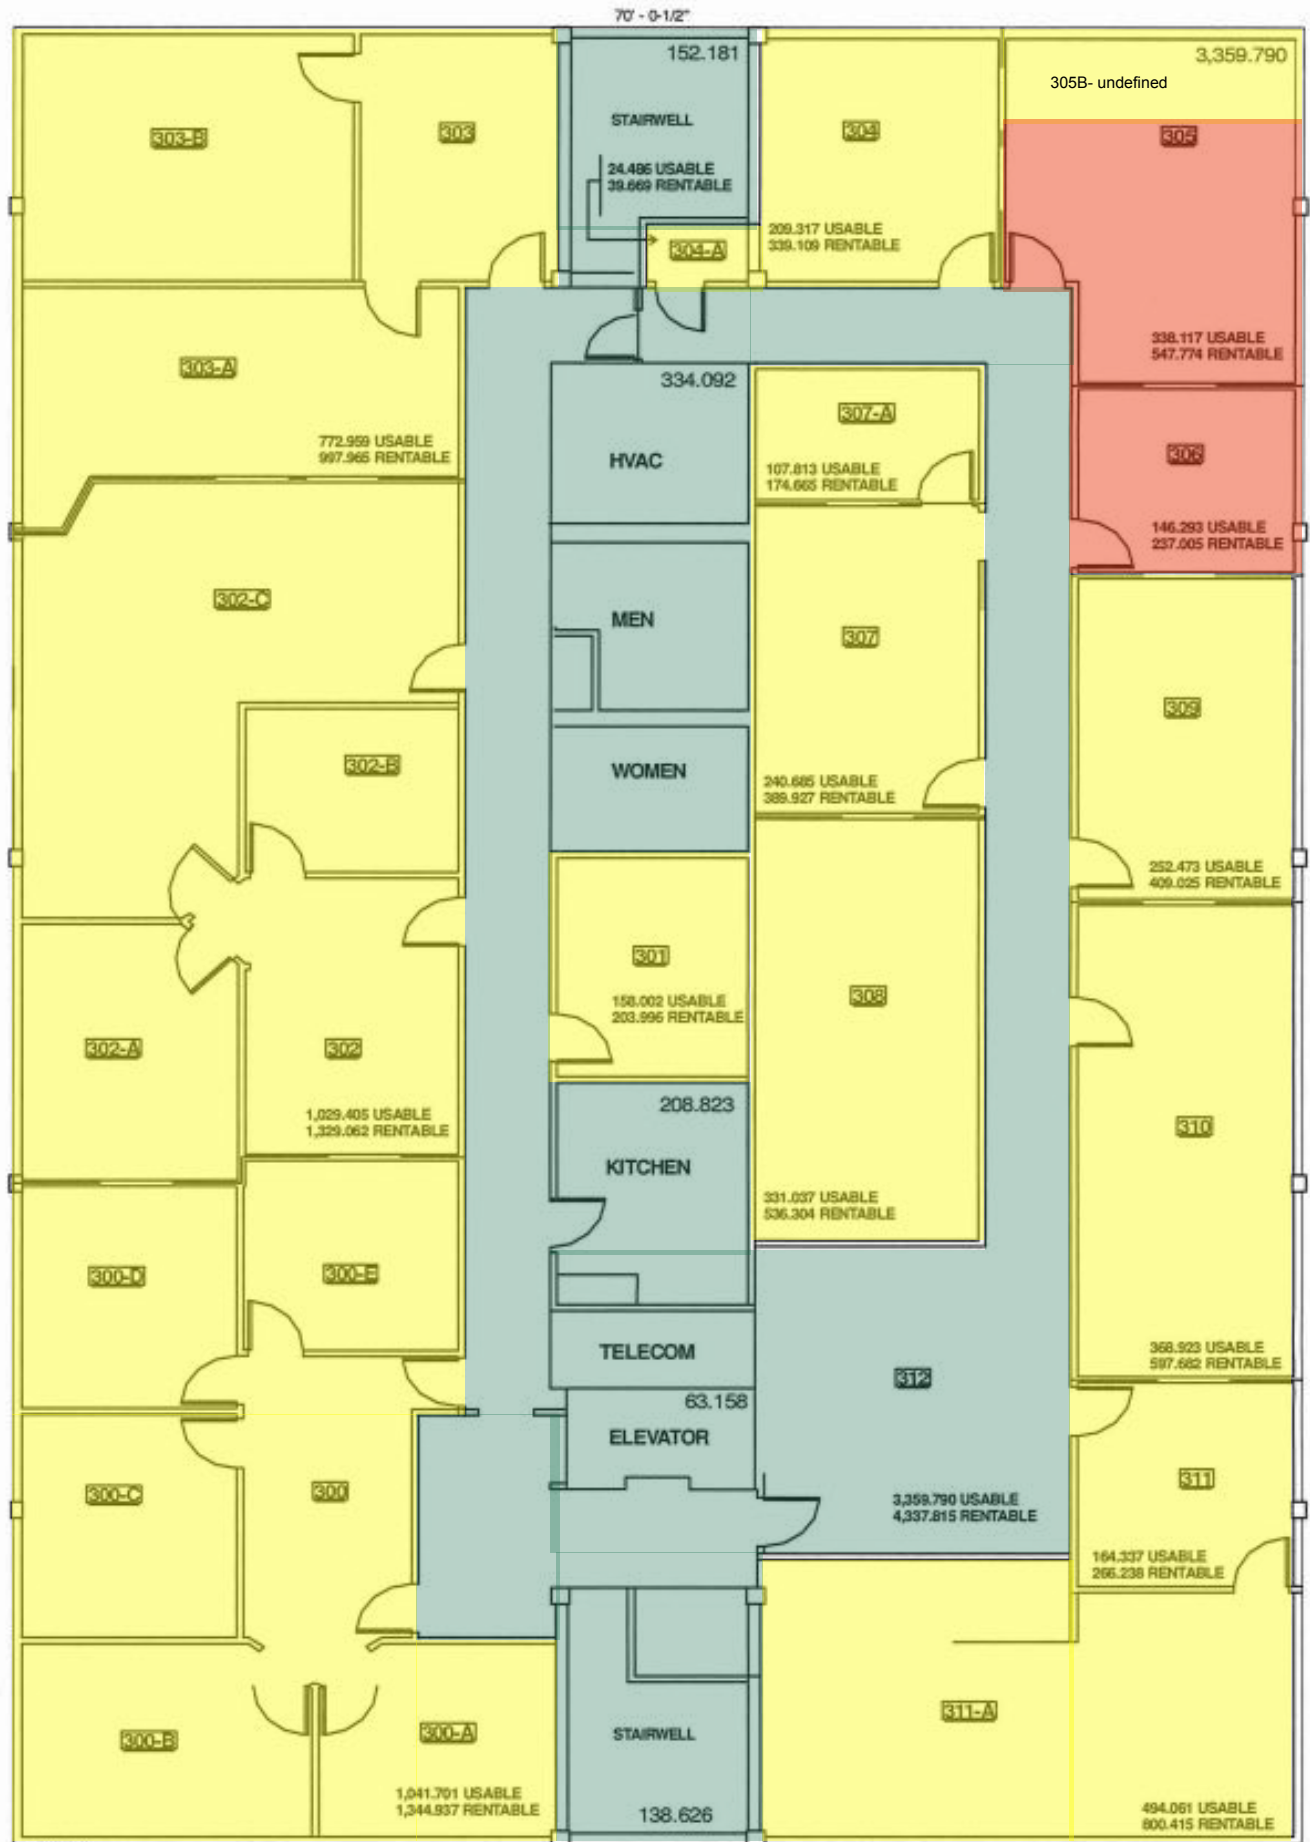 70' - 0-1/2"
152.181
3,359.790
305B- undefined
303-B
303
STAIRWELL
304
305
24.486 USABLE
39.669 RENTABLE
209.317 USABLE
339.109 RENTABLE
304-A
338.117 USABLE
547.774 RENTABLE
303-A
334.092
307-A
772.959 USABLE
997.965 RENTABLE
HVAC
107.813 USABLE
174.665 RENTABLE
306
146.293 USABLE
237.005 RENTABLE
302-C
MEN
307
309
302-B
WOMEN
240.685 USABLE
389.927 RENTABLE
252.473 USABLE
409.025 RENTABLE
301
158.002 USABLE
203.996 RENTABLE
308
302-A
302
1,029.405 USABLE
1,329.062 RENTABLE
208.823
KITCHEN
310
331.037 USABLE
536.304 RENTABLE
300-D
300-E
TELECOM
368.923 USABLE
597.682 RENTABLE
312
63.158
ELEVATOR
300-C
300
311
3,359.790 USABLE
4,337.815 RENTABLE
164.337 USABLE
266.238 RENTABLE
300-B
300-A
STAIRWELL
311-A
1,041.701 USABLE
1,344.937 RENTABLE
138.626
494.061 USABLE
800.415 RENTABLE